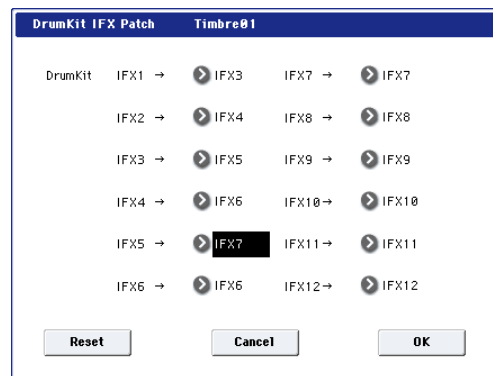 DrumKit IFX Patch Timbre01
DrumKit IFX1 → IFX3 IFX7 → IFX7
IFX2 → IFX4 IFX8 → IFX8
IFX3 → IFX5 IFX9 → IFX9
IFX4 → IFX6 IFX10→ IFX10
IFX5 → IFX7 IFX11→ IFX11
IFX6 → IFX6 IFX12→ IFX12
Reset Cancel OK